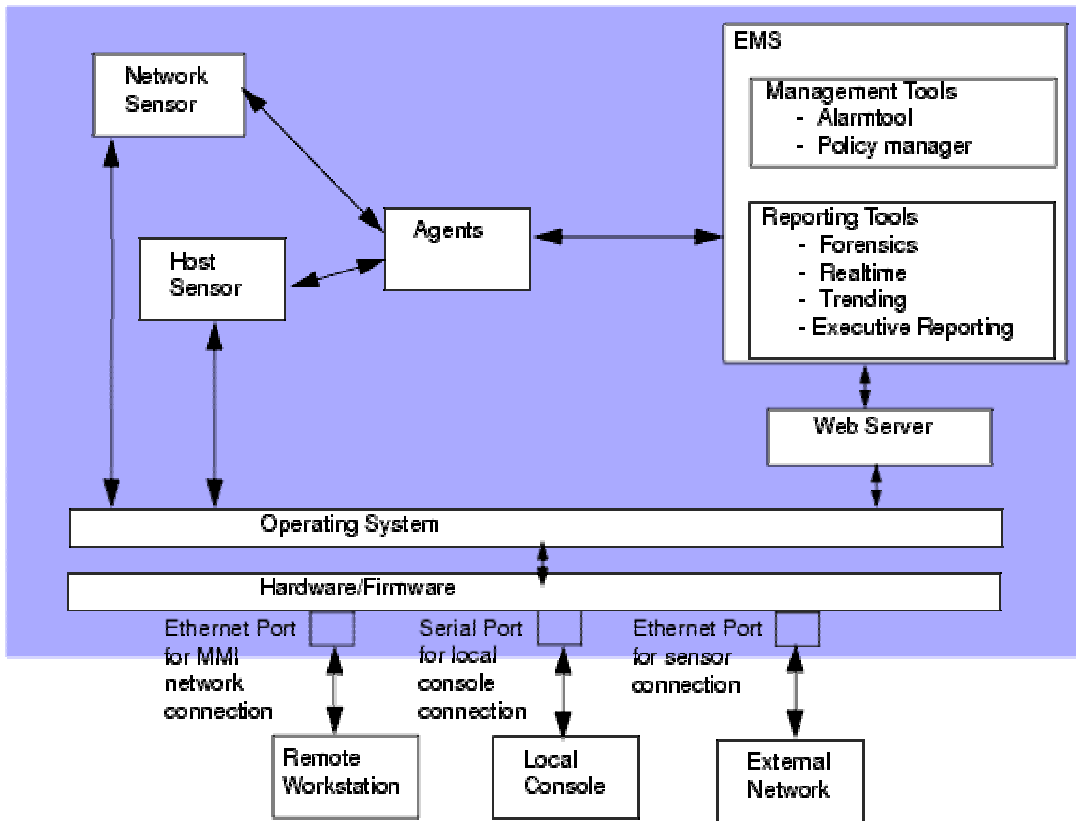 EMS
Network
Sensor
Management Tools
- Alarmtool
- Policy manager
Agents
Reporting Tools
- Forensics
- Realtime
- Trending
- Executive Reporting
Host
Sensor
Web Server
Operating System
Hardware/Firmware
Ethernet Port
for MMI
network
connection
Serial Port
for local
console
connection
Ethernet Port
for sensor
connection
Remote
Workstation
Local
Console
External
Network